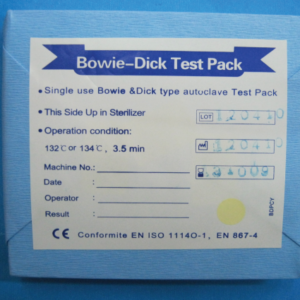 Bowie-Dick Test Pack
• Single use Bowie &Dick type autoclave Test Pack
• This Side Up in Sterilizer
LOT
• Operation condition:
132℃ or 134℃, 3.5 min
Machine No.:
Date :
Operator :
Result :
BUPCY
CE Conformite EN ISO 11140-1, EN 867-4